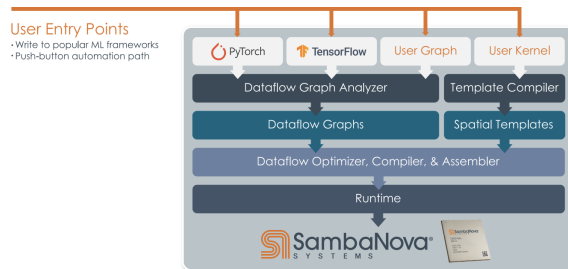 User Entry Points
· Write to popular ML frameworks
· Push-button automation path
PyTorch
TensorFlow
User Graph
User Kernel
Dataflow Graph Analyzer
Template Compiler
Dataflow Graphs
Spatial Templates
Dataflow Optimizer, Compiler, & Assembler
Runtime
SambaNova®
SYSTEMS